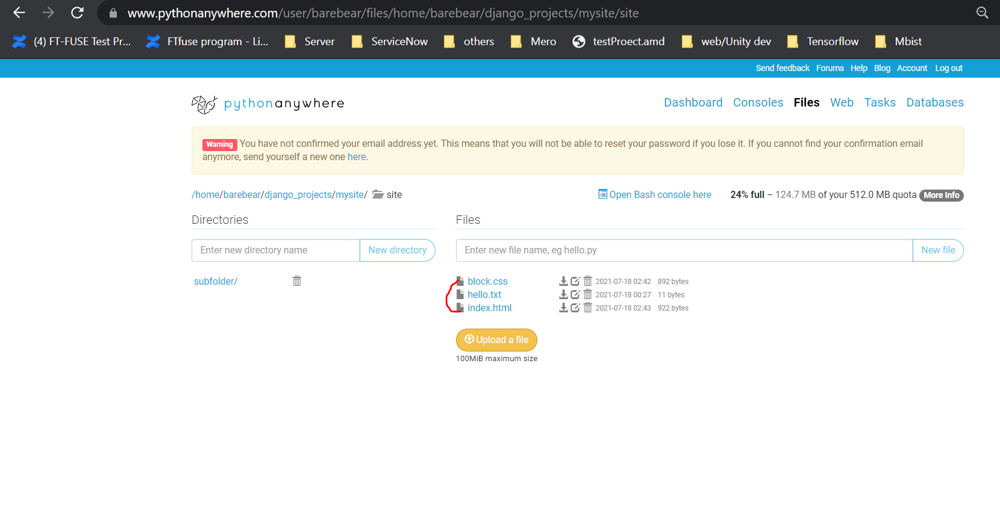 www.pythonanywhere.com/user/barebear/files/home/barebear/django_projects/mysite/site
(4) FT-FUSE Test Pr... FTfuse program - Li... Server ServiceNow others Mero testProect.amd web/Unity dev Tensorflow Mbist
Send feedback Forums Help Blog Account Log out
pythonanywhere
Dashboard Consoles Files Web Tasks Databases
Warning You have not confirmed your email address yet. This means that you will not be able to reset your password if you lose it. If you cannot find your confirmation email
anymore, send yourself a new one here.
/home/barebear/django_projects/mysite/ site
Open Bash console here 24% full – 124.7 MB of your 512.0 MB quota More Info
Directories
Enter new directory name New directory
subfolder/
Files
Enter new file name, eg hello.py New file
block.css 2021-07-18 02:42 892 bytes
hello.txt 2021-07-18 00:27 11 bytes
index.html 2021-07-18 02:43 922 bytes
Upload a file
100MiB maximum size